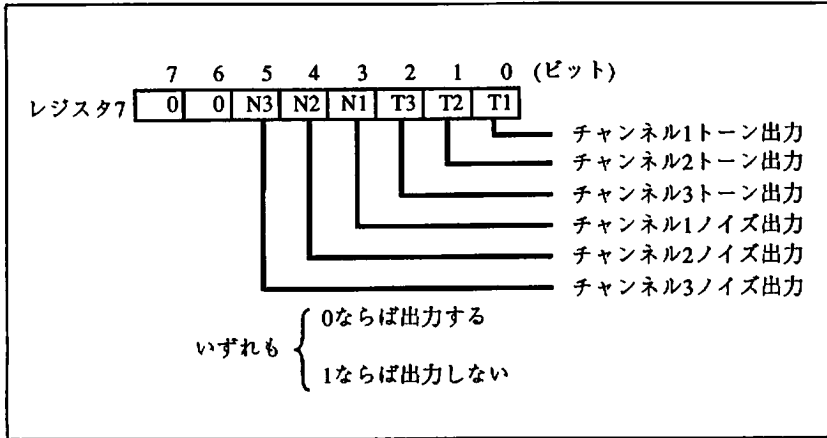 7 6 5 4 3 2 1 0 (ビット)
レジスタ7 0 0 N3 N2 N1 T3 T2 T1
チャンネル1トーン出力
チャンネル2トーン出力
チャンネル3トーン出力
チャンネル1ノイズ出力
チャンネル2ノイズ出力
チャンネル3ノイズ出力
0ならば出力する
いずれも
1ならば出力しない